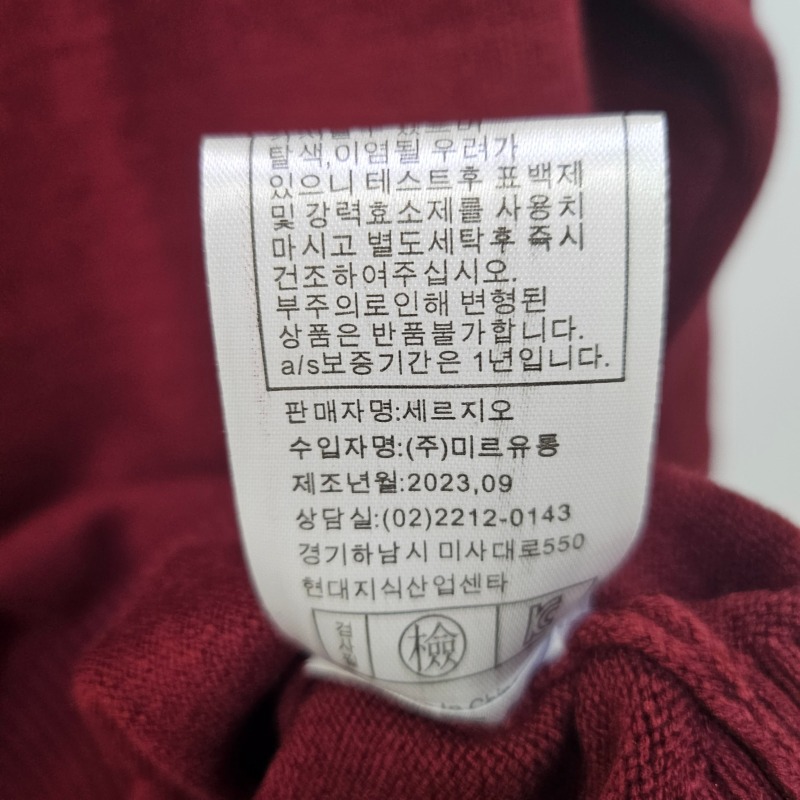 탈색,이염될 우려가
있으니 테스트후 표백제
및 강력효소제를 사용치
마시고 별도세탁후 즉시
건조하여주십시오.
부주의로인해 변형된
상품은 반품불가합니다.
a/s보증기간은 1년입니다.
판매자명:세르지오
수입자명:(주)미르유통
제조년월:2023,09
상담실:(02)2212-0143
경기하남시 미사대로550
현대지식산업센타
검사필 檢